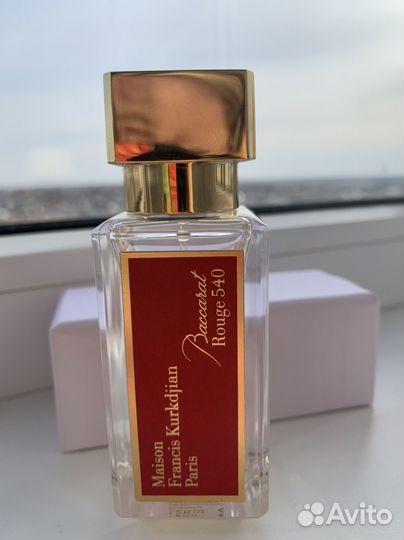 Baccarat
Rouge 540
Maison
Francis Kurkdjian
Paris
Avito